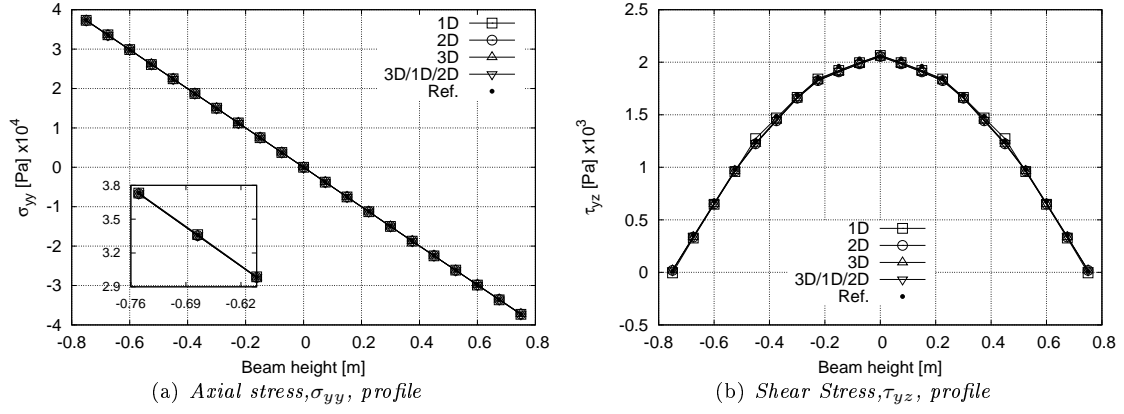 4
3
2
1
0
-1
-2
-3
-4
σyy [Pa] x10^4
-0.8 -0.6 -0.4 -0.2 0 0.2 0.4 0.6 0.8
Beam height [m]
1D
2D
3D
3D/1D/2D
Ref.
3.8
3.5
3.2
2.9
-0.76 -0.69 -0.62
(a) Axial stress,σyy, profile
2.5
2
1.5
1
0.5
0
-0.5
τyz [Pa] x10^3
-0.8 -0.6 -0.4 -0.2 0 0.2 0.4 0.6 0.8
Beam height [m]
1D
2D
3D
3D/1D/2D
Ref.
(b) Shear Stress,τyz, profile